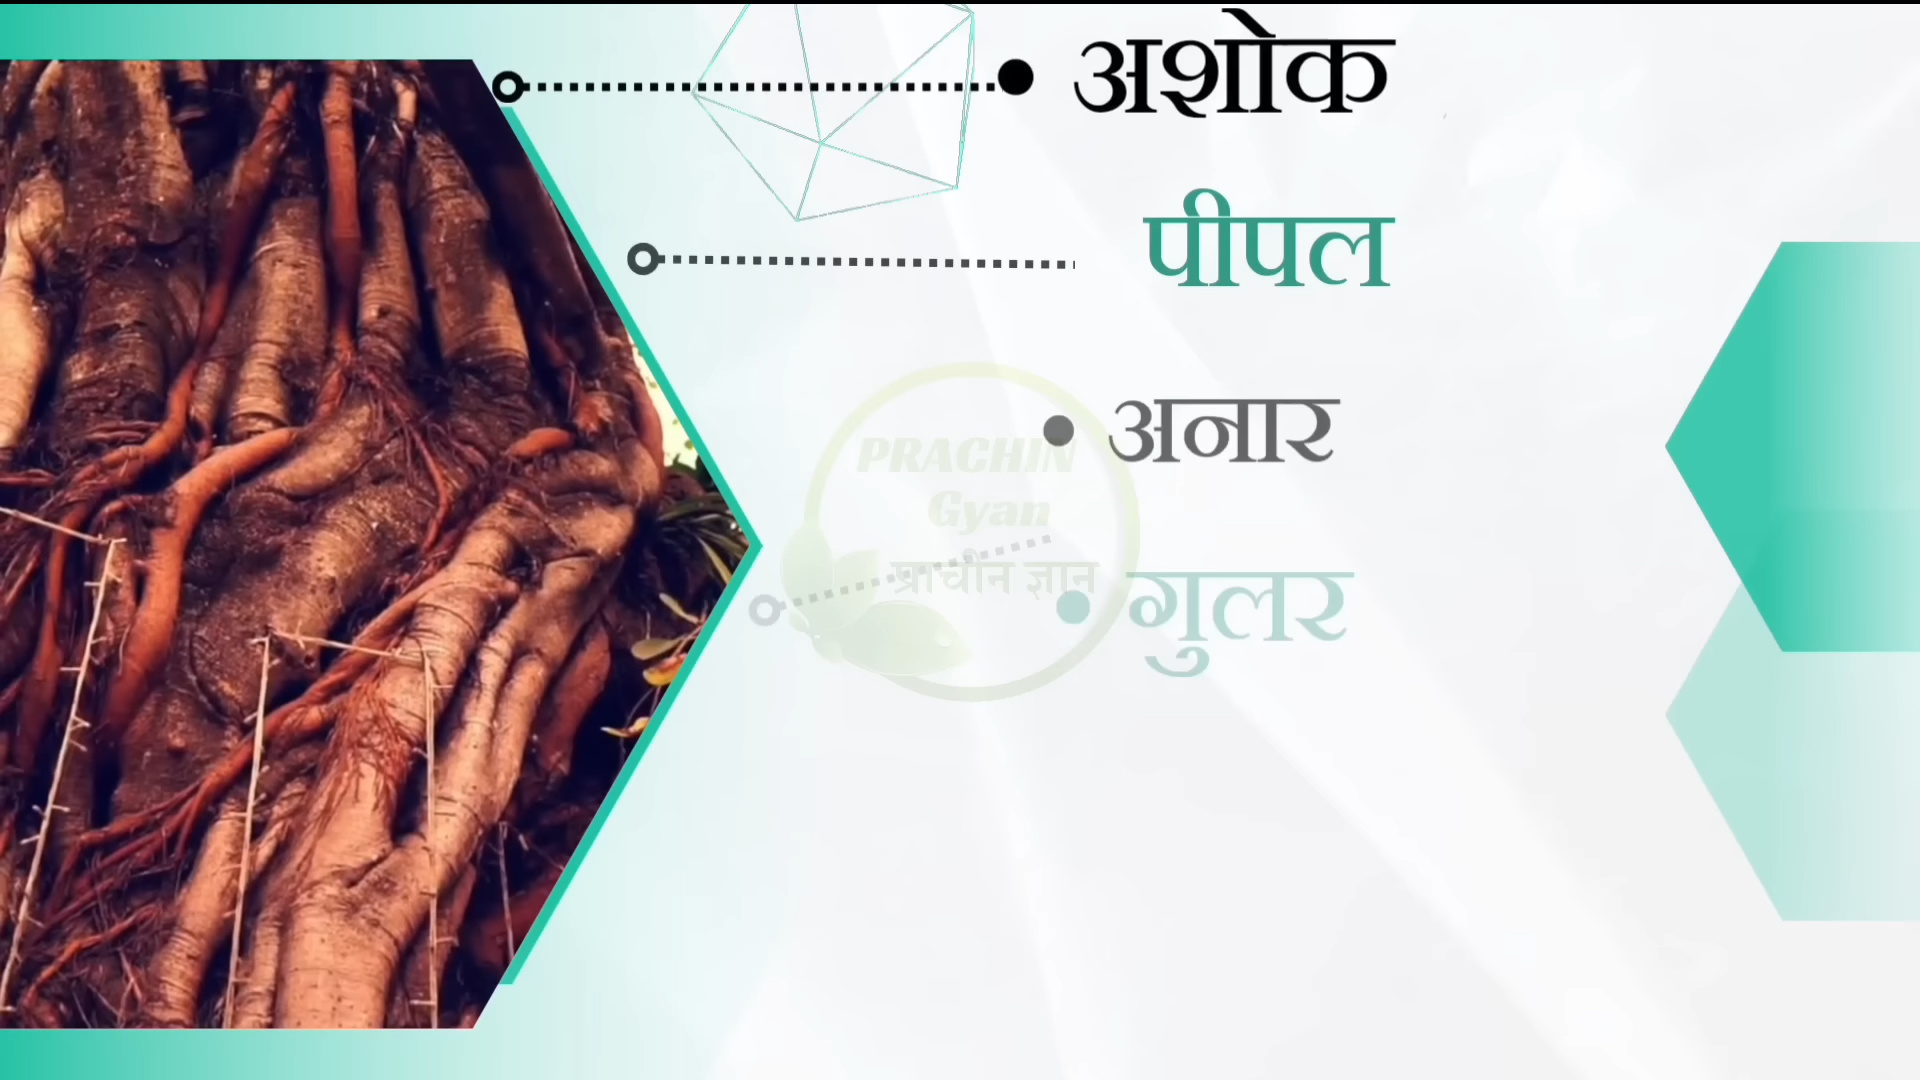 अशोक
पीपल
अनार
PRACHIN
Gyan
प्राचीन ज्ञान
गुलर